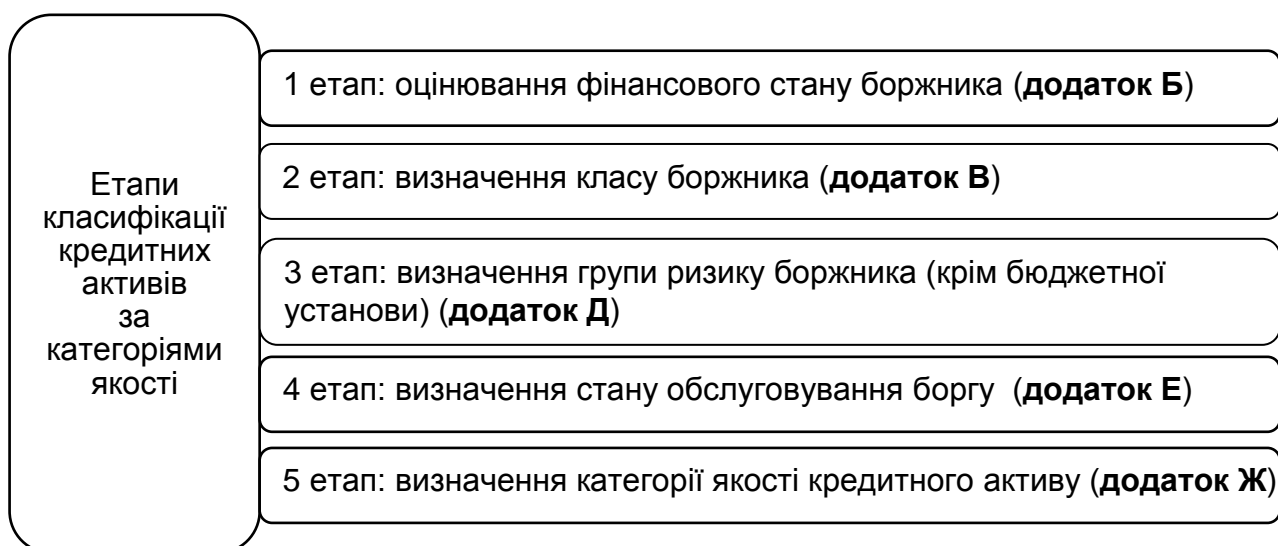 Етапи
класифікації
кредитних
активів
за
категоріями
якості
1 етап: оцінювання фінансового стану боржника (додаток Б)
2 етап: визначення класу боржника (додаток В)
3 етап: визначення групи ризику боржника (крім бюджетної
установи) (додаток Д)
4 етап: визначення стану обслуговування боргу (додаток Е)
5 етап: визначення категорії якості кредитного активу (додаток Ж)